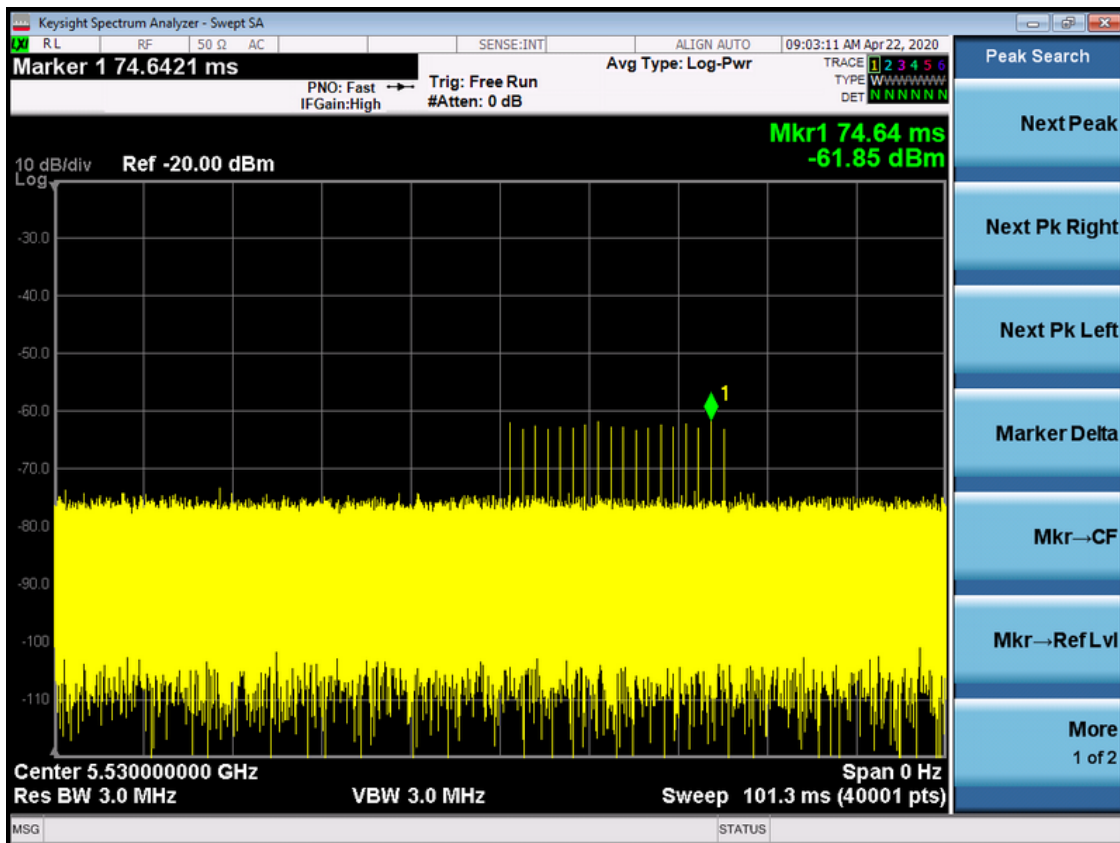 Keysight Spectrum Analyzer - Swept SA
LXI RL RF 50 Ω AC SENSE:INT ALIGN AUTO 09:03:11 AM Apr 22, 2020
Marker 1 74.6421 ms
PNO: Fast
IFGain:High
Trig: Free Run
#Atten: 0 dB
Avg Type: Log-Pwr
TRACE 1 2 3 4 5 6
TYPE WWWWWW
DET N N N N N N
Mkr1 74.64 ms
-61.85 dBm
10 dB/div Ref -20.00 dBm
Log
-30.0
-40.0
-50.0
1
-60.0
-70.0
-80.0
-90.0
-100
-110
Center 5.530000000 GHz Span 0 Hz
Res BW 3.0 MHz VBW 3.0 MHz Sweep 101.3 ms (40001 pts)
MSG STATUS
Peak Search
Next Peak
Next Pk Right
Next Pk Left
Marker Delta
Mkr→CF
Mkr→Ref Lvl
More
1 of 2